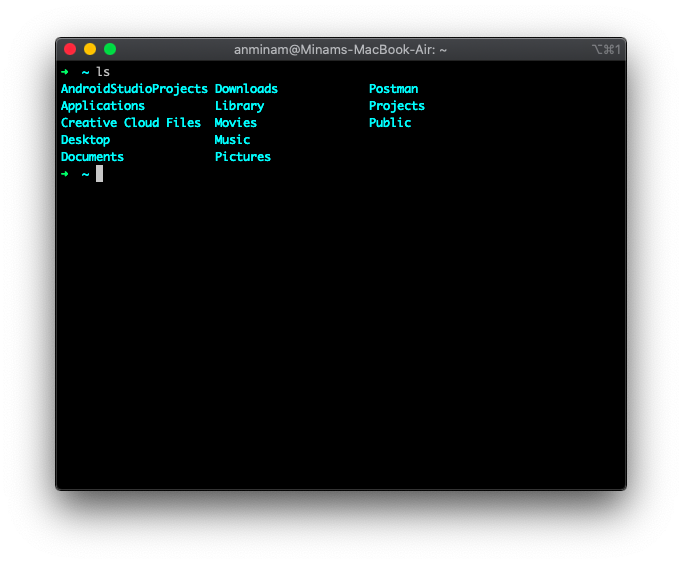 anminam@Minams-MacBook-Air: ~ ⌥⌘1
➜ ~ ls
AndroidStudioProjects Downloads Postman
Applications Library Projects
Creative Cloud Files Movies Public
Desktop Music
Documents Pictures
➜ ~